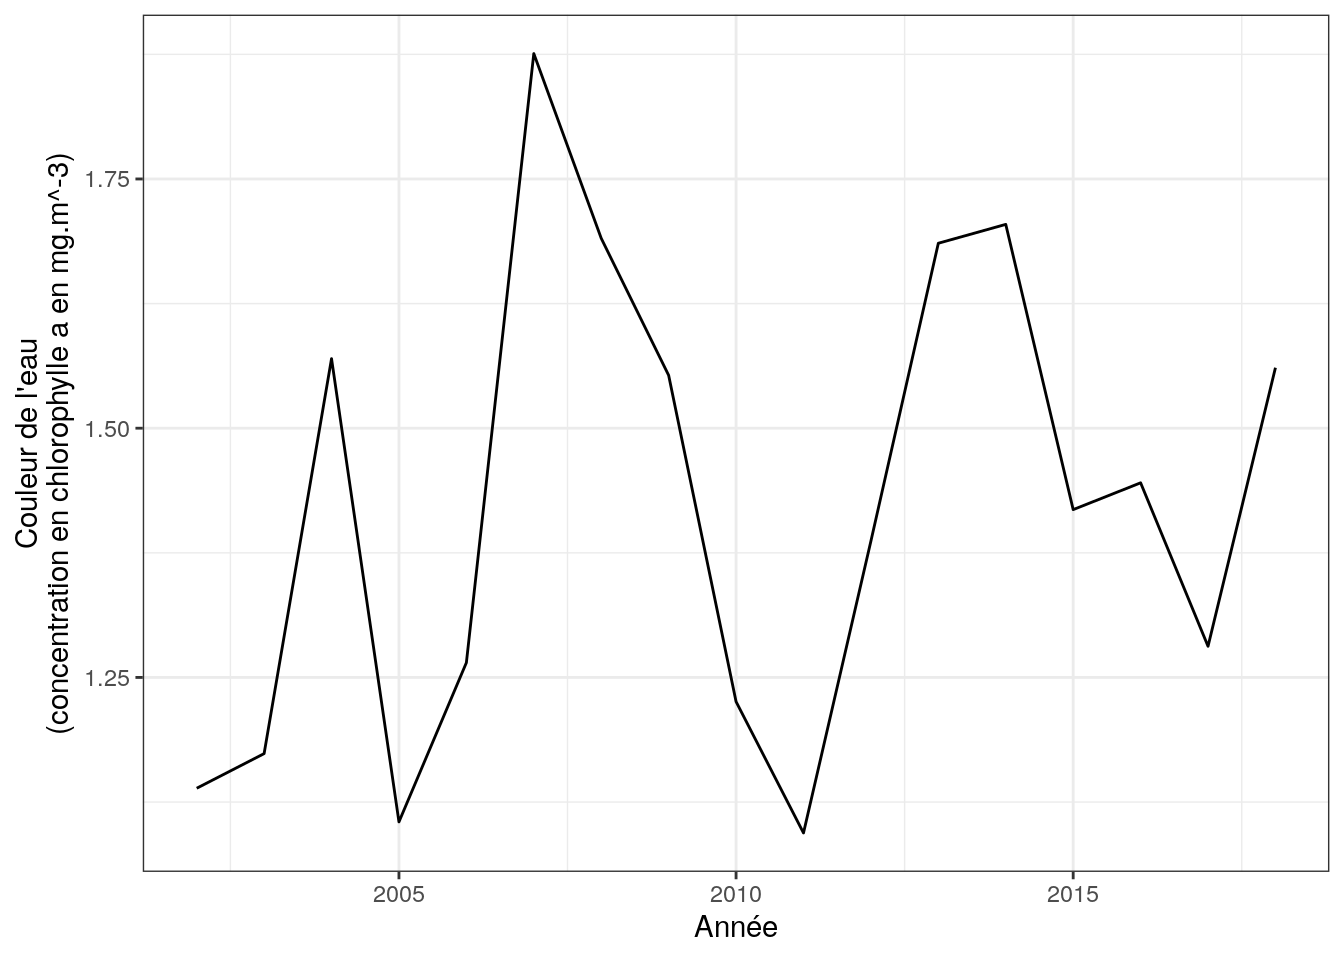 Couleur de l'eau
(concentration en chlorophylle a en mg.m^-3)
1.75
1.50
1.25
2005 2010 2015
Année